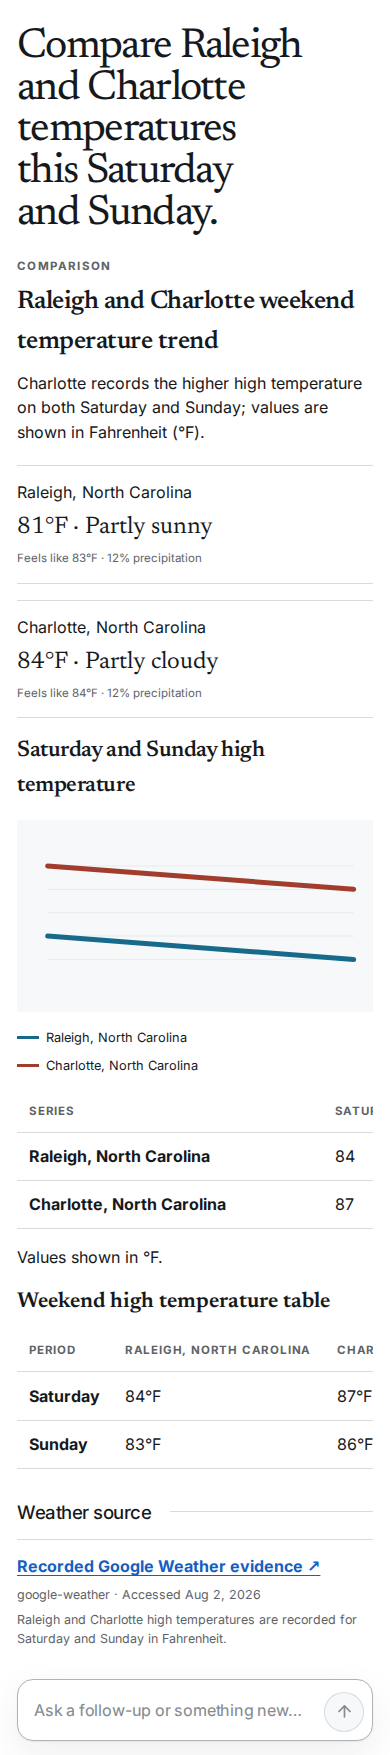 Compare Raleigh
and Charlotte
temperatures
this Saturday
and Sunday.
COMPARISON
Raleigh and Charlotte weekend
temperature trend
Charlotte records the higher high temperature
on both Saturday and Sunday; values are
shown in Fahrenheit (°F).
Raleigh, North Carolina
81°F · Partly sunny
Feels like 83°F · 12% precipitation
Charlotte, North Carolina
84°F · Partly cloudy
Feels like 84°F · 12% precipitation
Saturday and Sunday high
temperature
Raleigh, North Carolina
Charlotte, North Carolina
SERIES SATUR
Raleigh, North Carolina 84
Charlotte, North Carolina 87
Values shown in °F.
Weekend high temperature table
PERIOD RALEIGH, NORTH CAROLINA CHAR
Saturday 84°F 87°F
Sunday 83°F 86°F
Weather source
Recorded Google Weather evidence ↗
google-weather · Accessed Aug 2, 2026
Raleigh and Charlotte high temperatures are recorded for
Saturday and Sunday in Fahrenheit.
Ask a follow-up or something new...